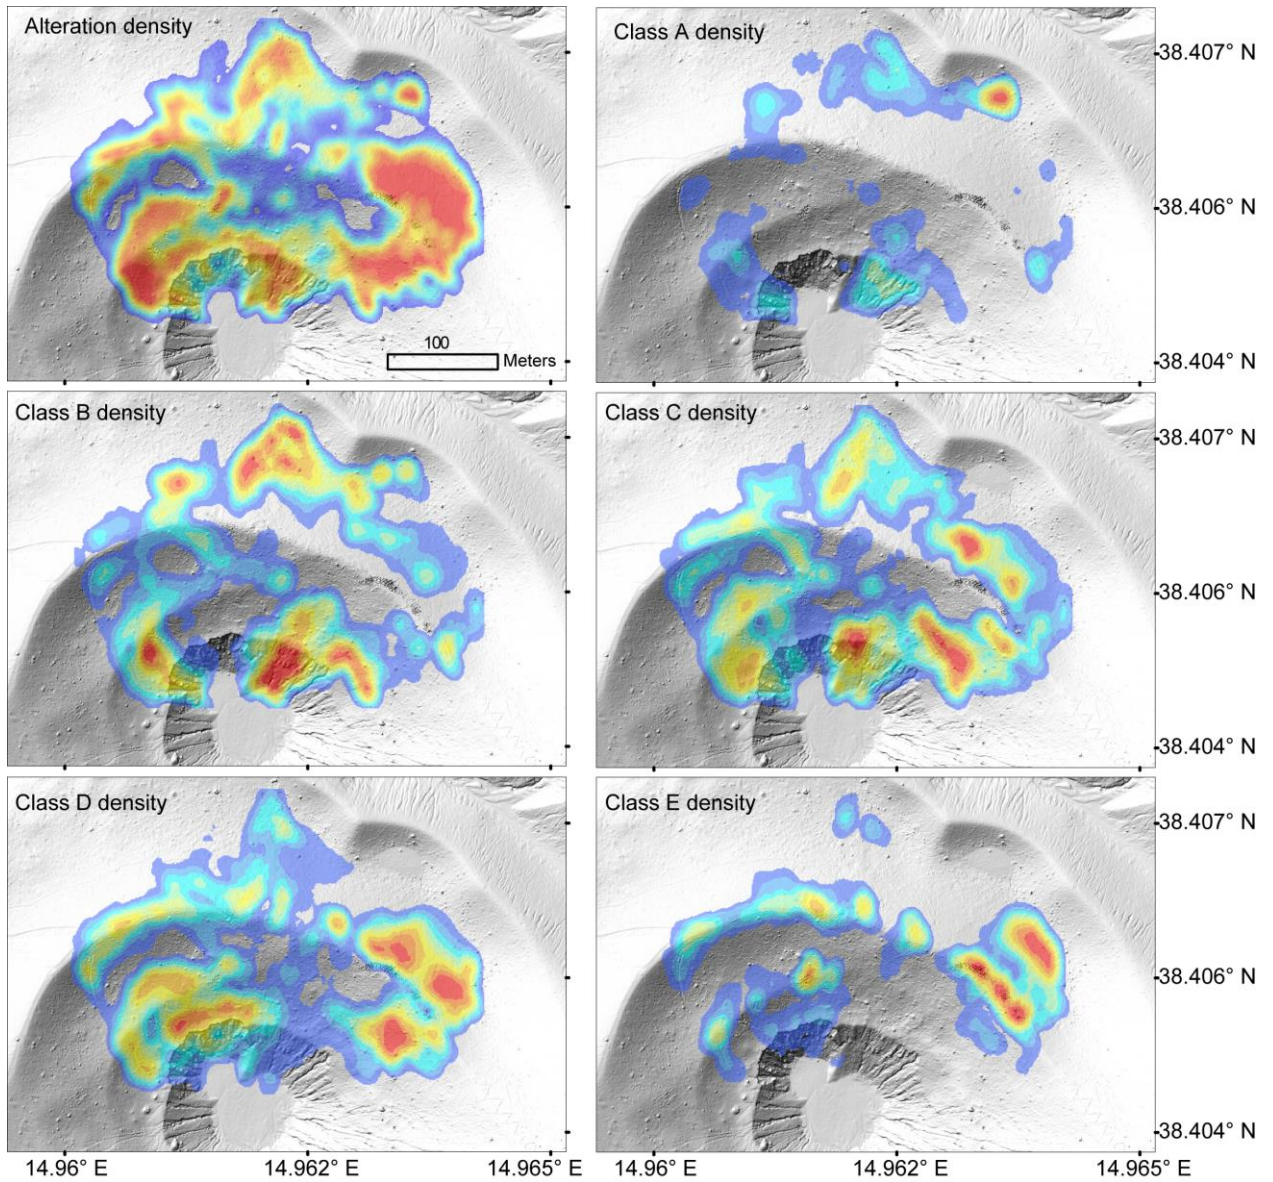 Alteration density
Class A density
38.407° N
38.406° N
100
Meters
38.404° N
Class B density
Class C density
38.407° N
38.406° N
38.404° N
Class D density
Class E density
38.407° N
38.406° N
38.404° N
14.96° E
14.962° E
14.965° E
14.96° E
14.962° E
14.965° E